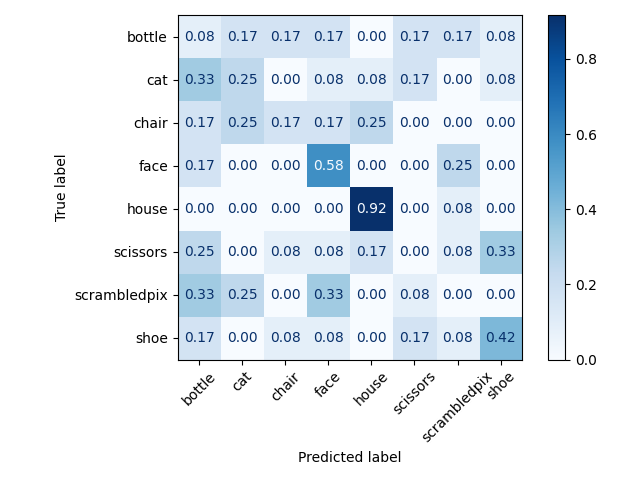 bottle 0.08 0.17 0.17 0.17 0.00 0.17 0.17 0.08
cat 0.33 0.25 0.00 0.08 0.08 0.17 0.00 0.08
chair 0.17 0.25 0.17 0.17 0.25 0.00 0.00 0.00
face 0.17 0.00 0.00 0.58 0.00 0.00 0.25 0.00
house 0.00 0.00 0.00 0.00 0.92 0.00 0.08 0.00
scissors 0.25 0.00 0.08 0.08 0.17 0.00 0.08 0.33
scrambledpix 0.33 0.25 0.00 0.33 0.00 0.08 0.00 0.00
shoe 0.17 0.00 0.08 0.08 0.00 0.17 0.08 0.42
bottle cat chair face house scissors scrambledpix shoe
Predicted label
True label
0.8
0.6
0.4
0.2
0.0